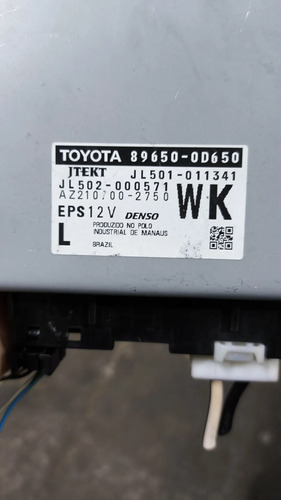 TOYOTA 89650-0D650
JTEKT JL501-011341
JL502-000571
AZ210700-2750
EPS12V DENSO WK
L PRODUZIDO NO POLO
INDUSTRIAL DE MANAUS
BRAZIL